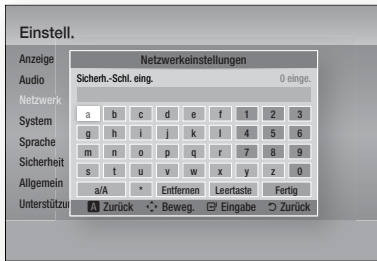 Einstell.
Anzeige
Audio
Netzwerk
System
Sprache
Sicherheit
Allgemein
Unterstützu
Netzwerkeinstellungen
Sicherh.-Schl. eing. 0 einge.
a b c d e f 1 2 3
g h i j k l 4 5 6
m n o p q r 7 8 9
s t u v w x y z 0
a/A * Entfernen Leertaste Fertig
A Zurück Beweg. Eingabe Zurück